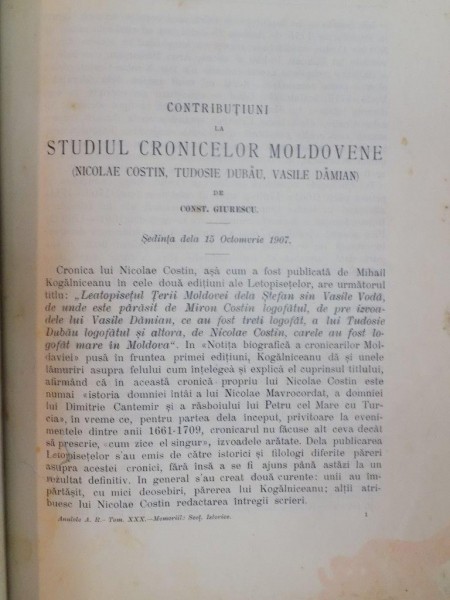 CONTRIBUȚIUNI
LA
STUDIUL CRONICELOR MOLDOVENE
(NICOLAE COSTIN, TUDOSIE DUBĂU, VASILE DĂMIAN)
DE
CONST. GIURESCU.
Ședința dela 15 Octomvrie 1907.
Cronica lui Nicolae Costin, așà cum a fost publicată de Mihail
Kogălniceanu în cele două edițiuni ale Letopisețelor, are următorul
titlu: „Leatopisețul Țerii Moldovei dela Ștefan sin Vasile Vodă,
de unde este părăsit de Miron Costin logofătul, de pre izvoa-
dele lui Vasile Dămian, ce au fost treti logofăt, a lui Tudosie
Dubău logofătul și altora, de Nicolae Costin, carele au fost lo-
gofăt mare în Moldova“. In «Notița biografică a cronicarilor Mol-
daviei» pusă în fruntea primei edițiuni, Kogălniceanu dă și unele
lămuriri asupra felului cum înțelegeà și explică el cuprinsul titlului,
afirmând că în această cronică propriu lui Nicolae Costin este
numai «istoria domniei întâi a lui Nicolae Mavrocordat, a domniei
lui Dimitrie Cantemir și a răsboiului lui Petru cel Mare cu Tur-
cia», în vreme ce, pentru partea dela început, privitoare la eveni-
mentele dintre anii 1661-1709, cronicarul nu făcuse alt ceva decât
să prescrie, «cum zice el singur», izvoadele arătate. Dela publicarea
Letopisețelor s'au emis de către istorici și filologi diferite păreri
asupra acestei cronici, fără însă a se fi ajuns până astăzi la un
rezultat definitiv. In general s'au creat două curente: unii au îm-
părtășit, cu mici deosebiri, părerea lui Kogălniceanu; alții atri-
buesc lui Nicolae Costin redactarea întregii scrieri.
Analele A. R.—Tom. XXX.—Memoriil. Secț. Istorice. 1